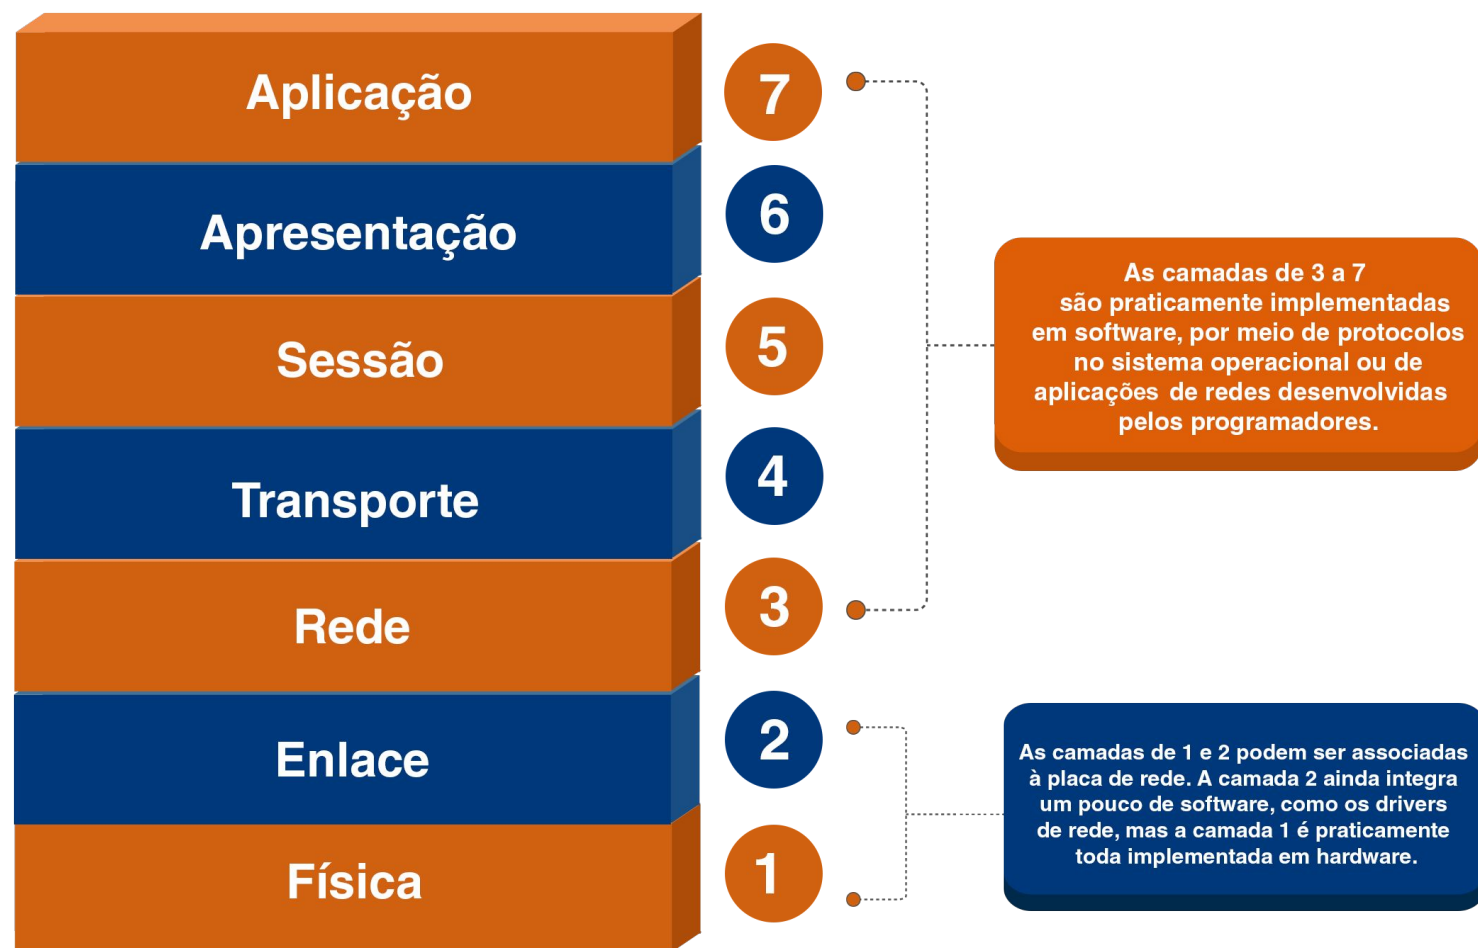 Aplicação
7
Apresentação
6
Sessão
5
Transporte
4
Rede
3
Enlace
2
Física
1
As camadas de 3 a 7
são praticamente implementadas
em software, por meio de protocolos
no sistema operacional ou de
aplicações de redes desenvolvidas
pelos programadores.
As camadas de 1 e 2 podem ser associadas
à placa de rede. A camada 2 ainda integra
um pouco de software, como os drivers
de rede, mas a camada 1 é praticamente
toda implementada em hardware.